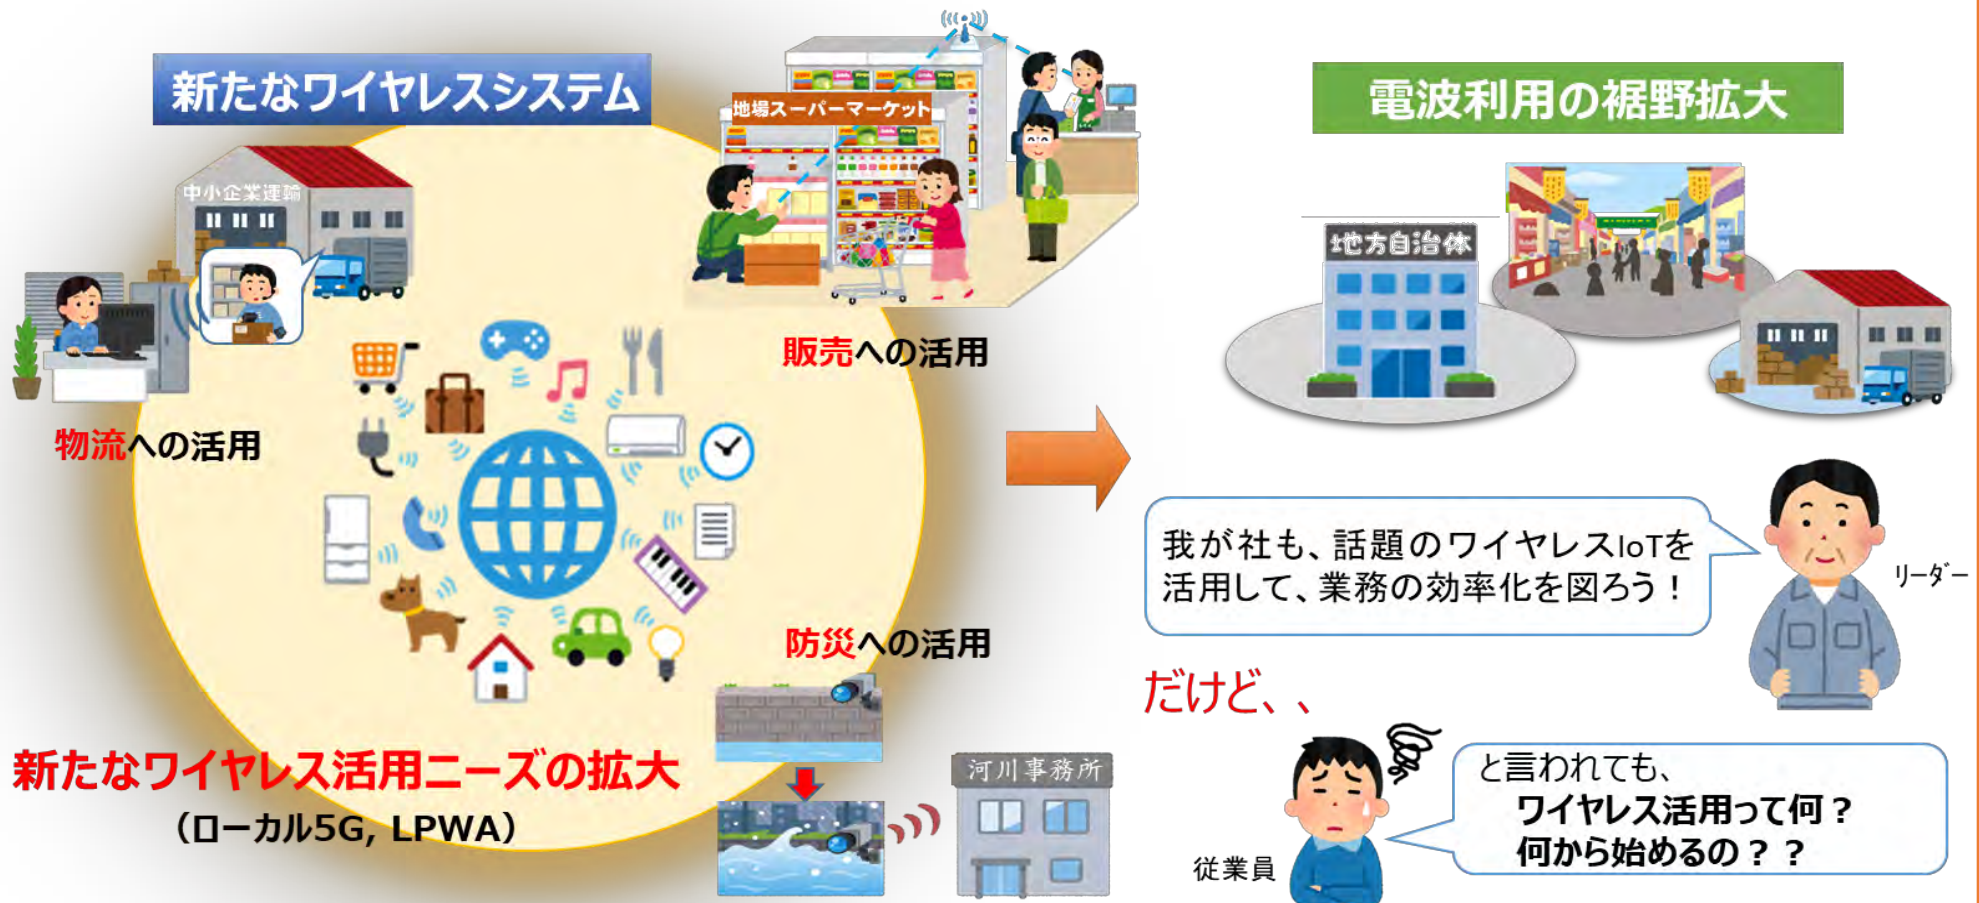 新たなワイヤレスシステム
地場スーパーマーケット
中小企業運輸
販売への活用
物流への活用
防災への活用
新たなワイヤレス活用ニーズの拡大
（ローカル5G, LPWA）
河川事務所
電波利用の裾野拡大
地方自治体
我が社も、話題のワイヤレスIoTを
活用して、業務の効率化を図ろう！
リーダー
だけど、、
と言われても、
ワイヤレス活用って何？
何から始めるの？？
従業員